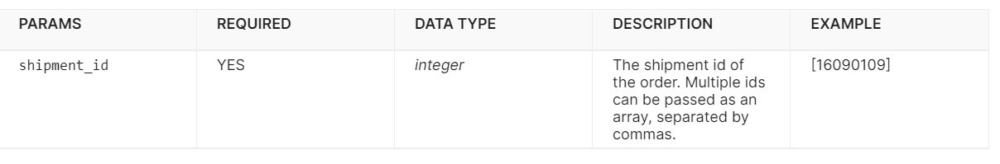 PARAMS REQUIRED DATA TYPE DESCRIPTION EXAMPLE
shipment_id YES integer The shipment id of [16090109]
the order. Multiple ids
can be passed as an
array, separated by
commas.